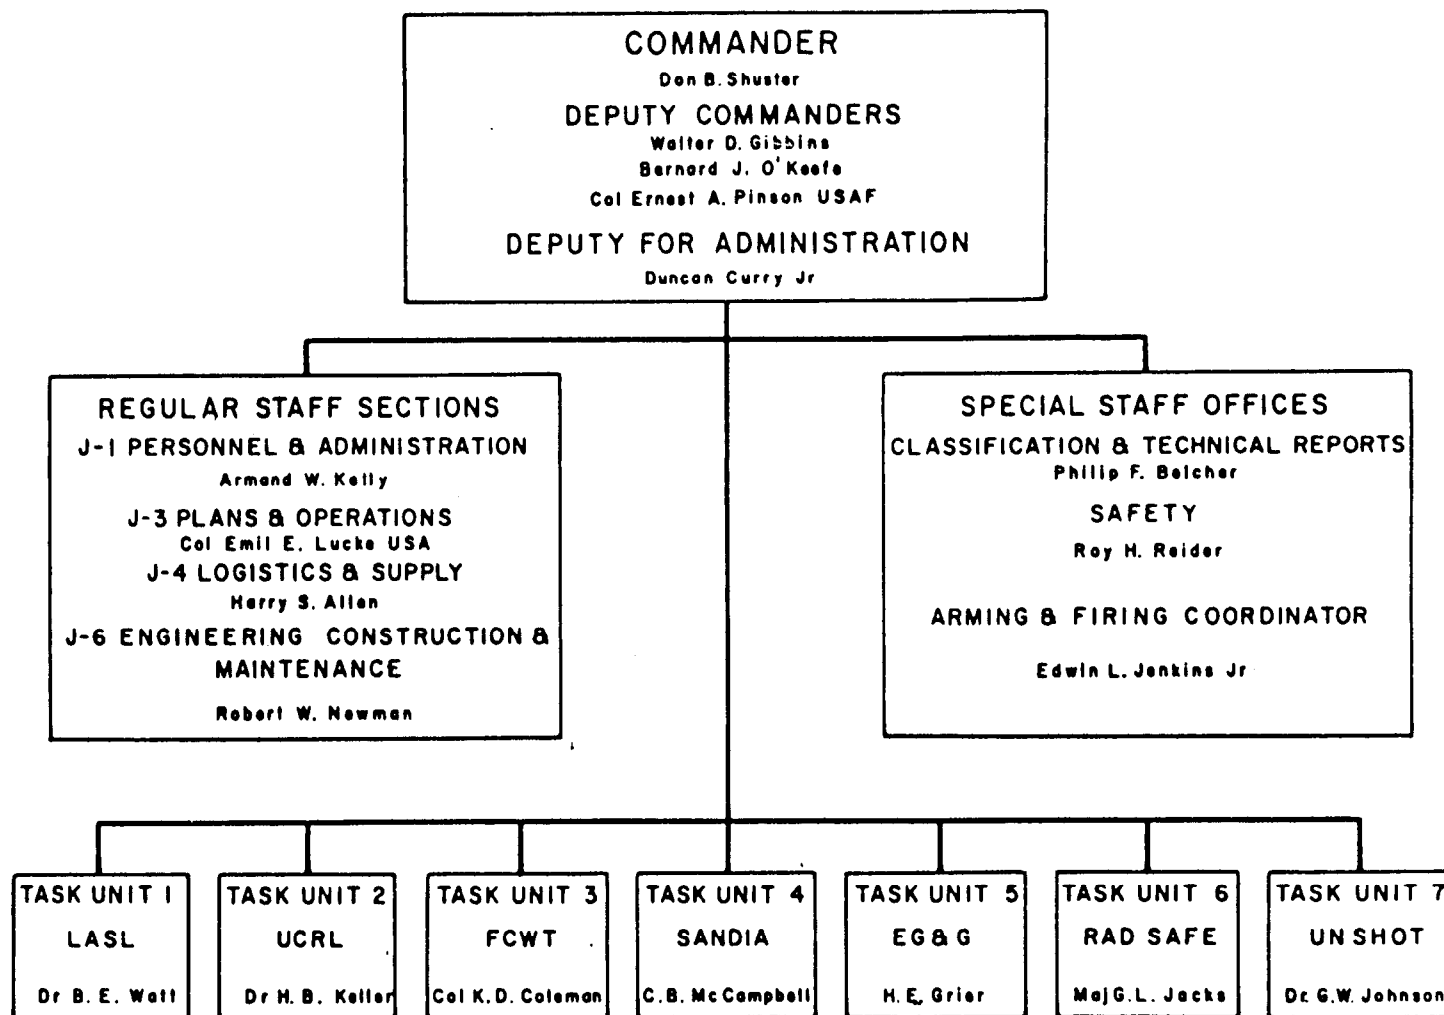 COMMANDER
Don B. Shuster
DEPUTY COMMANDERS
Walter D. Gibbins
Bernard J. O'Keefe
Col Ernest A. Pinson USAF
DEPUTY FOR ADMINISTRATION
Duncan Curry Jr
REGULAR STAFF SECTIONS
J-1 PERSONNEL & ADMINISTRATION
Armand W. Kelly
J-3 PLANS & OPERATIONS
Col Emil E. Lucke USA
J-4 LOGISTICS & SUPPLY
Harry S. Allen
J-6 ENGINEERING CONSTRUCTION &
MAINTENANCE
Robert W. Newman
SPECIAL STAFF OFFICES
CLASSIFICATION & TECHNICAL REPORTS
Philip F. Belcher
SAFETY
Roy H. Reider
ARMING & FIRING COORDINATOR
Edwin L. Jenkins Jr
TASK UNIT 1
LASL
Dr B. E. Watt
TASK UNIT 2
UCRL
Dr H. B. Keller
TASK UNIT 3
FCWT
Col K.D. Coleman
TASK UNIT 4
SANDIA
C.B. McCampbell
TASK UNIT 5
EG&G
H.E. Grier
TASK UNIT 6
RAD SAFE
Maj G.L. Jacks
TASK UNIT 7
UN SHOT
Dr. G.W. Johnson